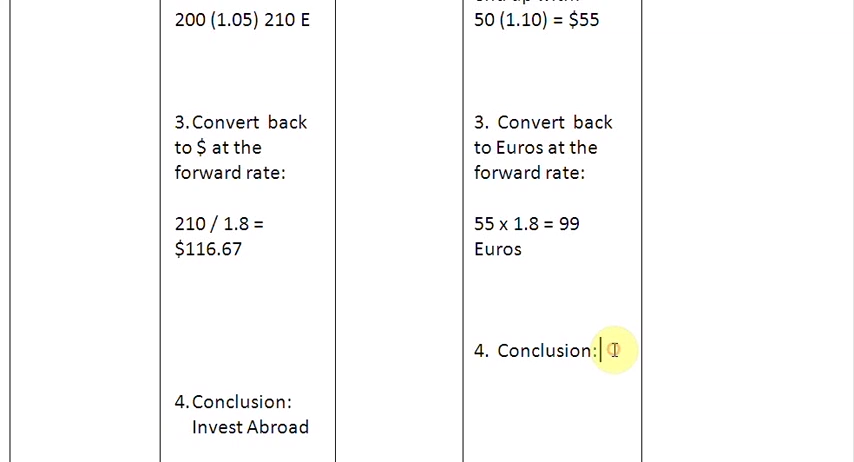 200 (1.05) 210 E
3.Convert back
to $ at the
forward rate:
210 / 1.8 =
$116.67
4.Conclusion:
Invest Abroad
50 (1.10) = $55
3. Convert back
to Euros at the
forward rate:
55 x 1.8 = 99
Euros
4. Conclusion: